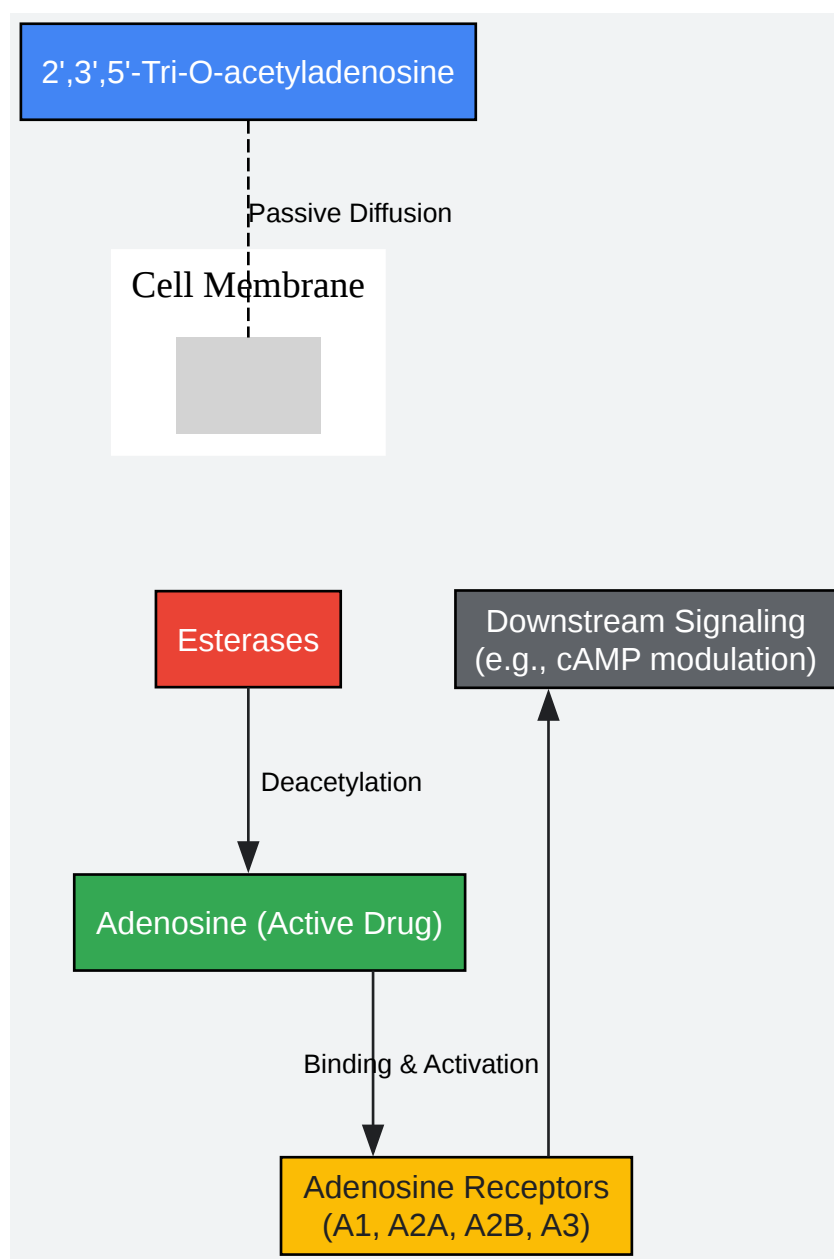 2',3',5'-Tri-O-acetyladenosine
Passive Diffusion
Cell Membrane
Esterases
Downstream Signaling
(e.g., cAMP modulation)
Deacetylation
Adenosine (Active Drug)
Binding & Activation
Adenosine Receptors
(A1, A2A, A2B, A3)